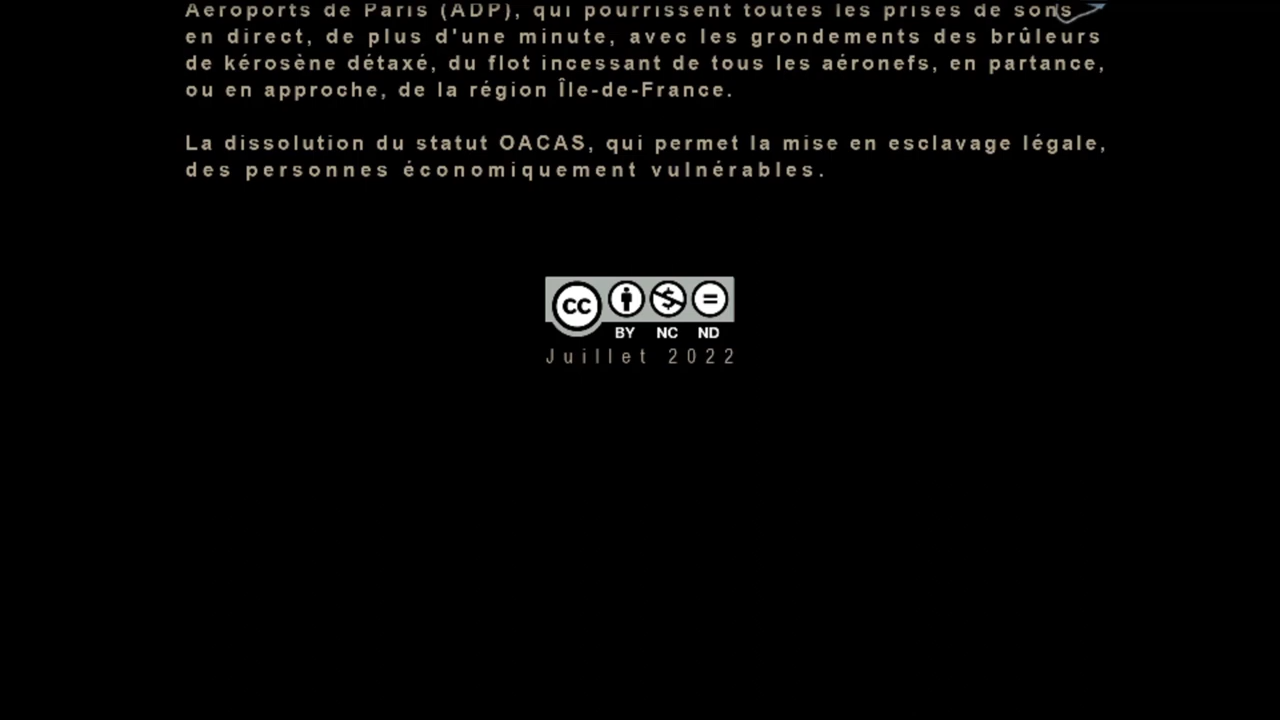 Aéroports de Paris (ADP), qui pourrissent toutes les prises de sons
en direct, de plus d'une minute, avec les grondements des brûleurs
de kérosène détaxé, du flot incessant de tous les aéronefs, en partance,
ou en approche, de la région Île-de-France.
La dissolution du statut OACAS, qui permet la mise en esclavage légale,
des personnes économiquement vulnérables.
CC
BY NC ND
Juillet 2022